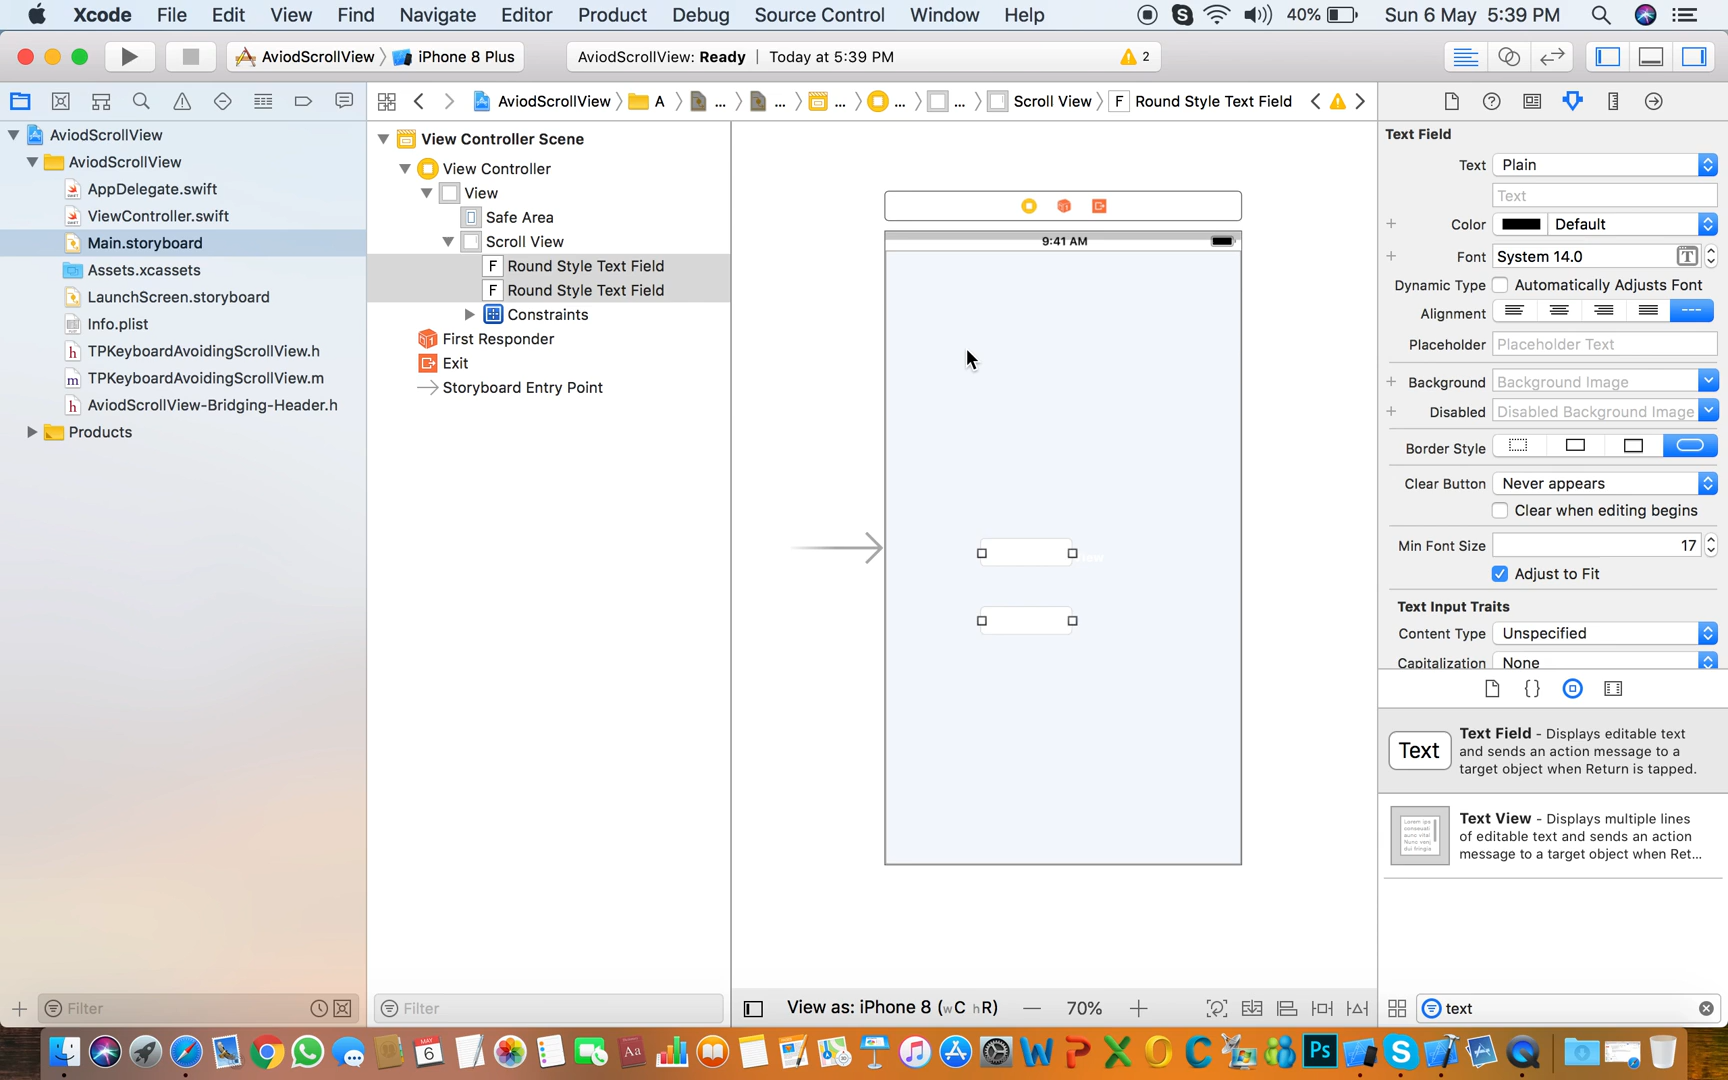 Xcode File Edit View Find Navigate Editor Product Debug Source Control Window Help 40% Sun 6 May 5:39 PM
AviodScrollView iPhone 8 Plus AviodScrollView: Ready | Today at 5:39 PM 2
AviodScrollView A ... ... ... ... ... Scroll View F Round Style Text Field
AviodScrollView
AviodScrollView
AppDelegate.swift
ViewController.swift
Main.storyboard
Assets.xcassets
LaunchScreen.storyboard
Info.plist
h TPKeyboardAvoidingScrollView.h
m TPKeyboardAvoidingScrollView.m
h AviodScrollView-Bridging-Header.h
Products
Filter
View Controller Scene
View Controller
View
Safe Area
Scroll View
F Round Style Text Field
F Round Style Text Field
Constraints
First Responder
Exit
Storyboard Entry Point
Filter
9:41 AM
View as: iPhone 8 (wC hR) 70%
Text Field
Text Plain
Text
Color Default
Font System 14.0 T
Dynamic Type Automatically Adjusts Font
Alignment ---
Placeholder Placeholder Text
Background Background Image
Disabled Disabled Background Image
Border Style
Clear Button Never appears
Clear when editing begins
Min Font Size 17
Adjust to Fit
Text Input Traits
Content Type Unspecified
Capitalization None
{}
Text
Text Field - Displays editable text
and sends an action message to a
target object when Return is tapped.
Text View - Displays multiple lines
of editable text and sends an action
message to a target object when Ret...
text
MAY
6
Aa
W P X O C Ps S